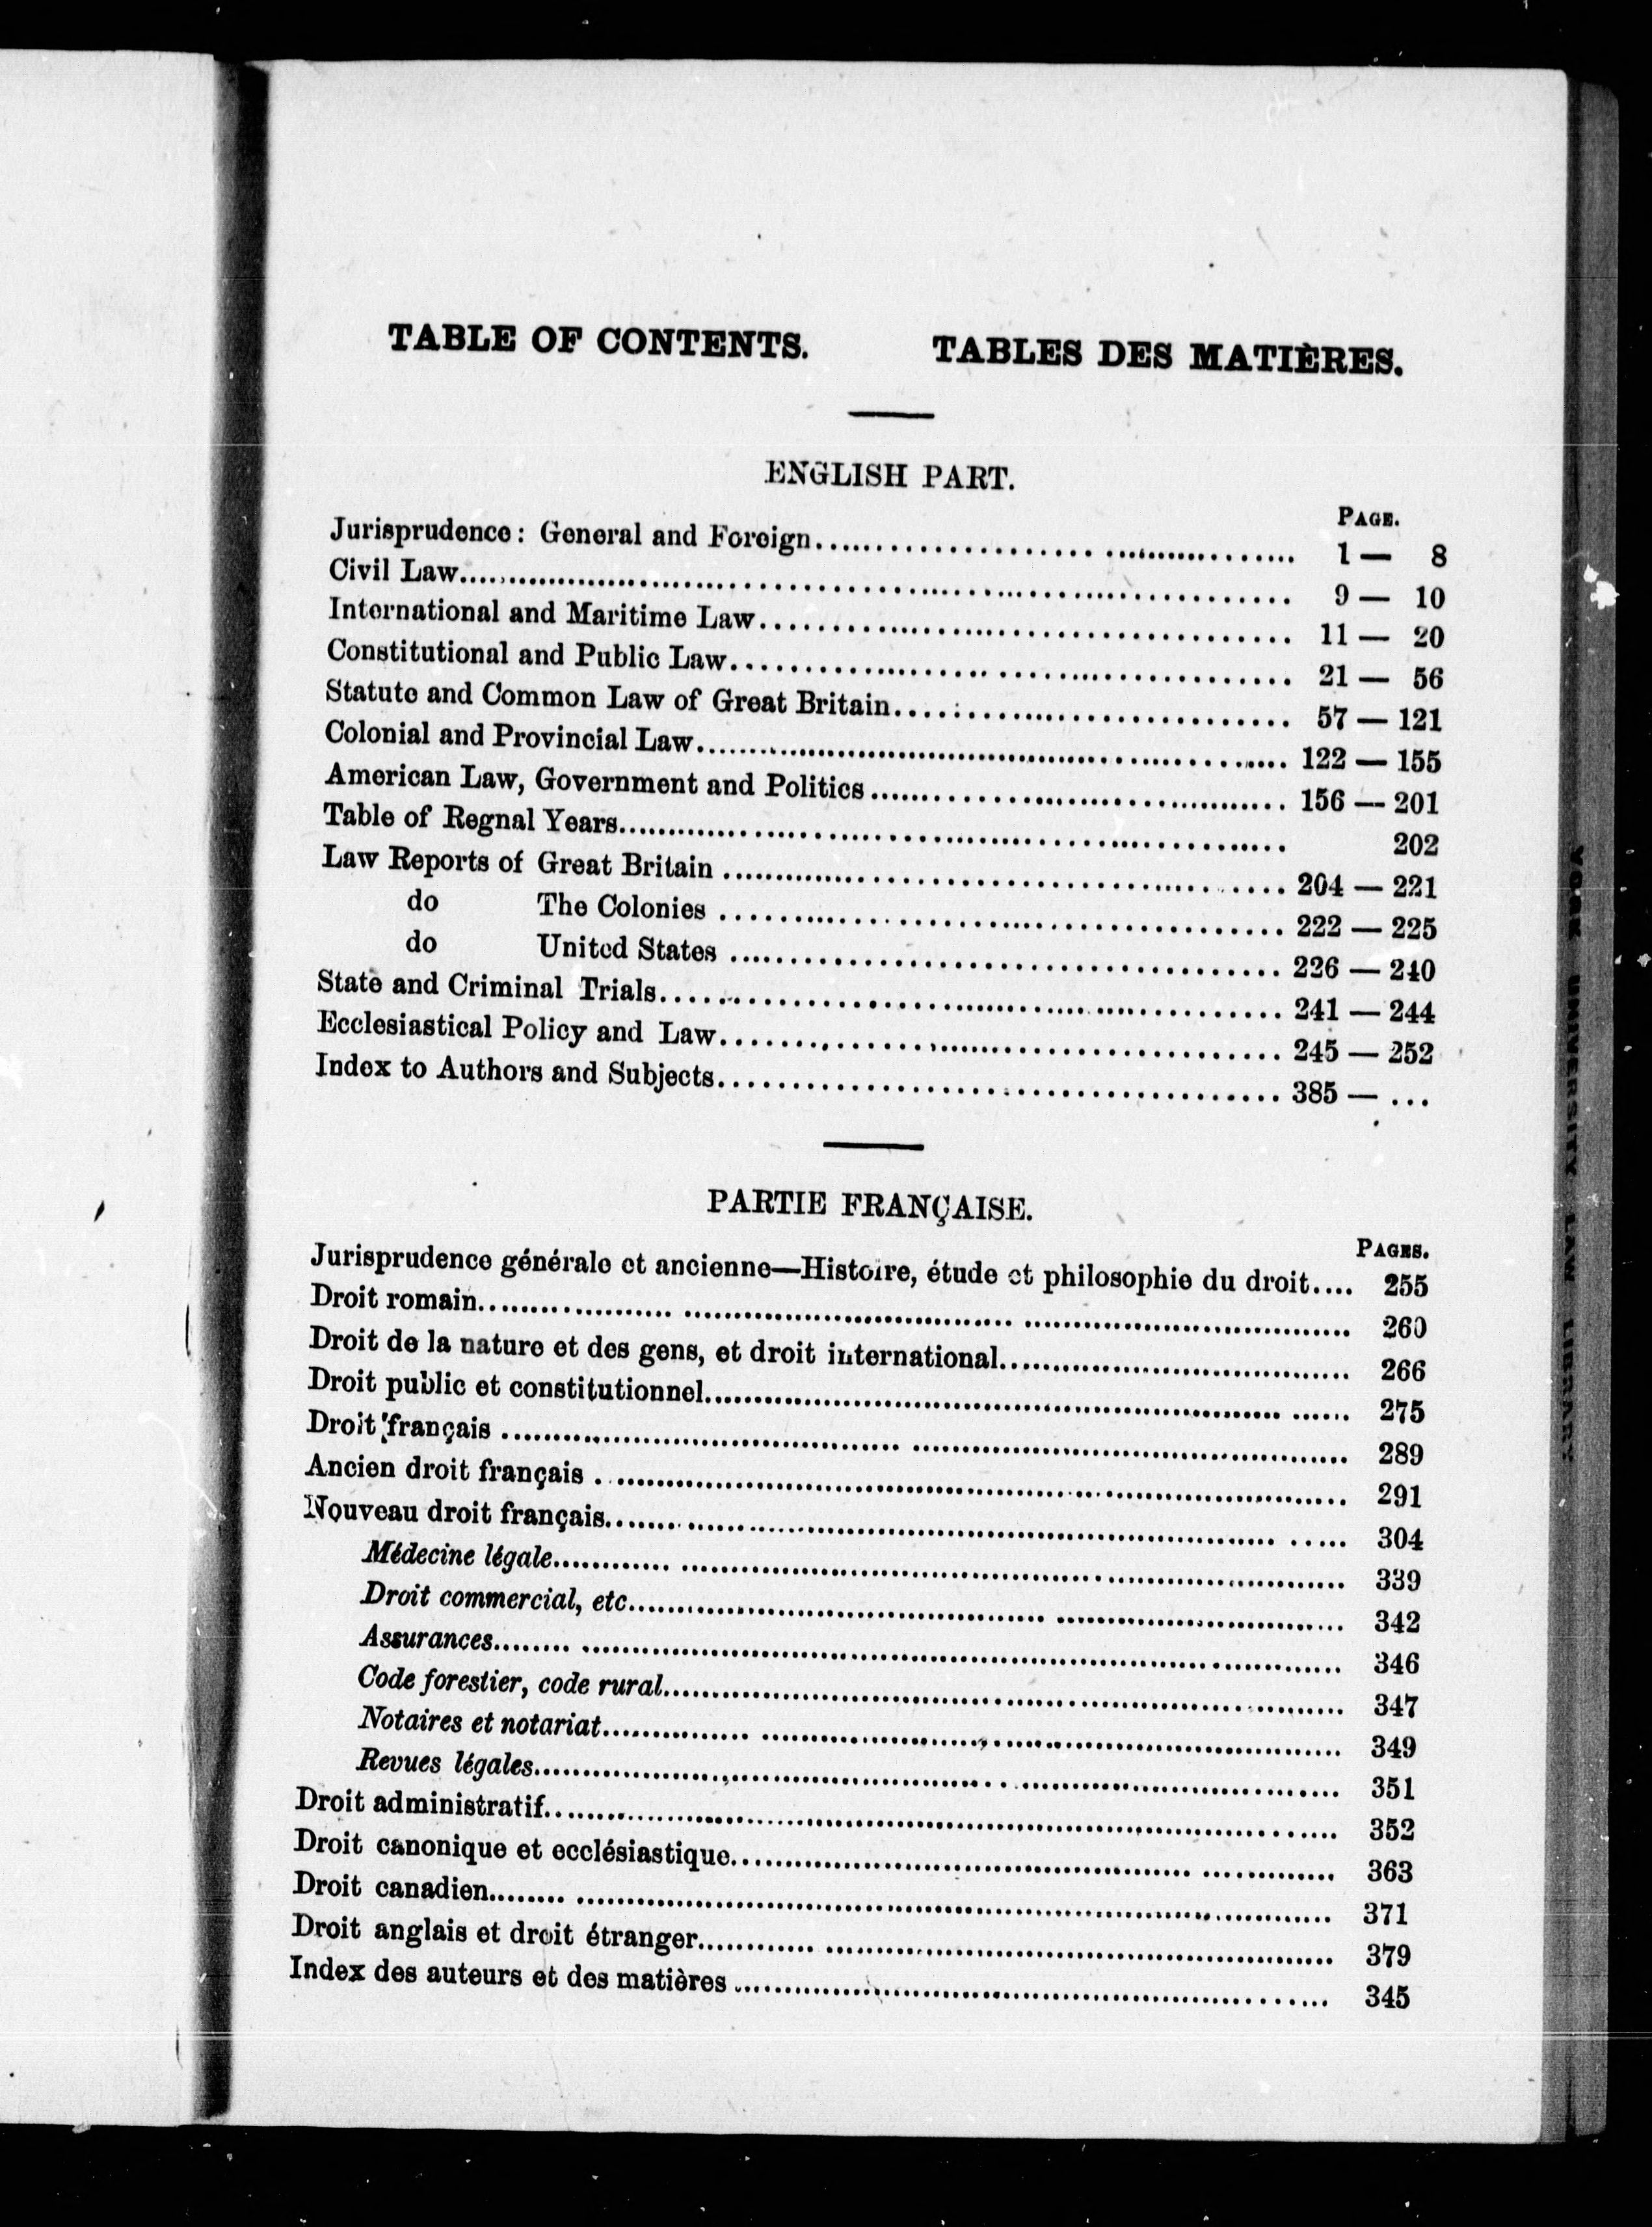 TABLE OF CONTENTS. TABLES DES MATIÈRES.
ENGLISH PART.
PAGE.
Jurisprudence: General and Foreign........ 1 — 8
Civil Law........ 9 — 10
International and Maritime Law........ 11 — 20
Constitutional and Public Law........ 21 — 56
Statute and Common Law of Great Britain........ 57 — 121
Colonial and Provincial Law........ 122 — 155
American Law, Government and Politics........ 156 — 201
Table of Regnal Years........ 202
Law Reports of Great Britain........ 204 — 221
do The Colonies........ 222 — 225
do United States........ 226 — 240
State and Criminal Trials........ 241 — 244
Ecclesiastical Policy and Law........ 245 — 252
Index to Authors and Subjects........ 385 — ...
PARTIE FRANÇAISE.
PAGES.
Jurisprudence générale et ancienne—Histoire, étude et philosophie du droit.... 255
Droit romain........ 260
Droit de la nature et des gens, et droit international........ 266
Droit public et constitutionnel........ 275
Droit français........ 289
Ancien droit français........ 291
Nouveau droit français........ 304
Médecine légale........ 339
Droit commercial, etc........ 342
Assurances........ 346
Code forestier, code rural........ 347
Notaires et notariat........ 349
Revues légales........ 351
Droit administratif........ 352
Droit canonique et ecclésiastique........ 363
Droit canadien........ 371
Droit anglais et droit étranger........ 379
Index des auteurs et des matières........ 345
YORK UNIVERSITY LAW LIBRARY